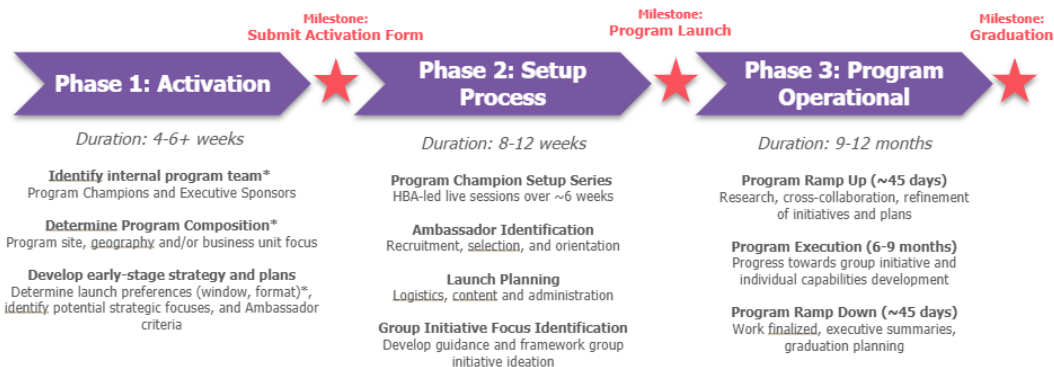 Milestone:
Submit Activation Form
Milestone:
Program Launch
Milestone:
Graduation
Phase 1: Activation
Phase 2: Setup
Process
Phase 3: Program
Operational
Duration: 4-6+ weeks
Identify internal program team*
Program Champions and Executive Sponsors
Determine Program Composition*
Program site, geography and/or business unit focus
Develop early-stage strategy and plans
Determine launch preferences (window, format)*,
identify potential strategic focuses, and Ambassador
criteria
Duration: 8-12 weeks
Program Champion Setup Series
HBA-led live sessions over ~6 weeks
Ambassador Identification
Recruitment, selection, and orientation
Launch Planning
Logistics, content and administration
Group Initiative Focus Identification
Develop guidance and framework group
initiative ideation
Duration: 9-12 months
Program Ramp Up (~45 days)
Research, cross-collaboration, refinement
of initiatives and plans
Program Execution (6-9 months)
Progress towards group initiative and
individual capabilities development
Program Ramp Down (~45 days)
Work finalized, executive summaries,
graduation planning